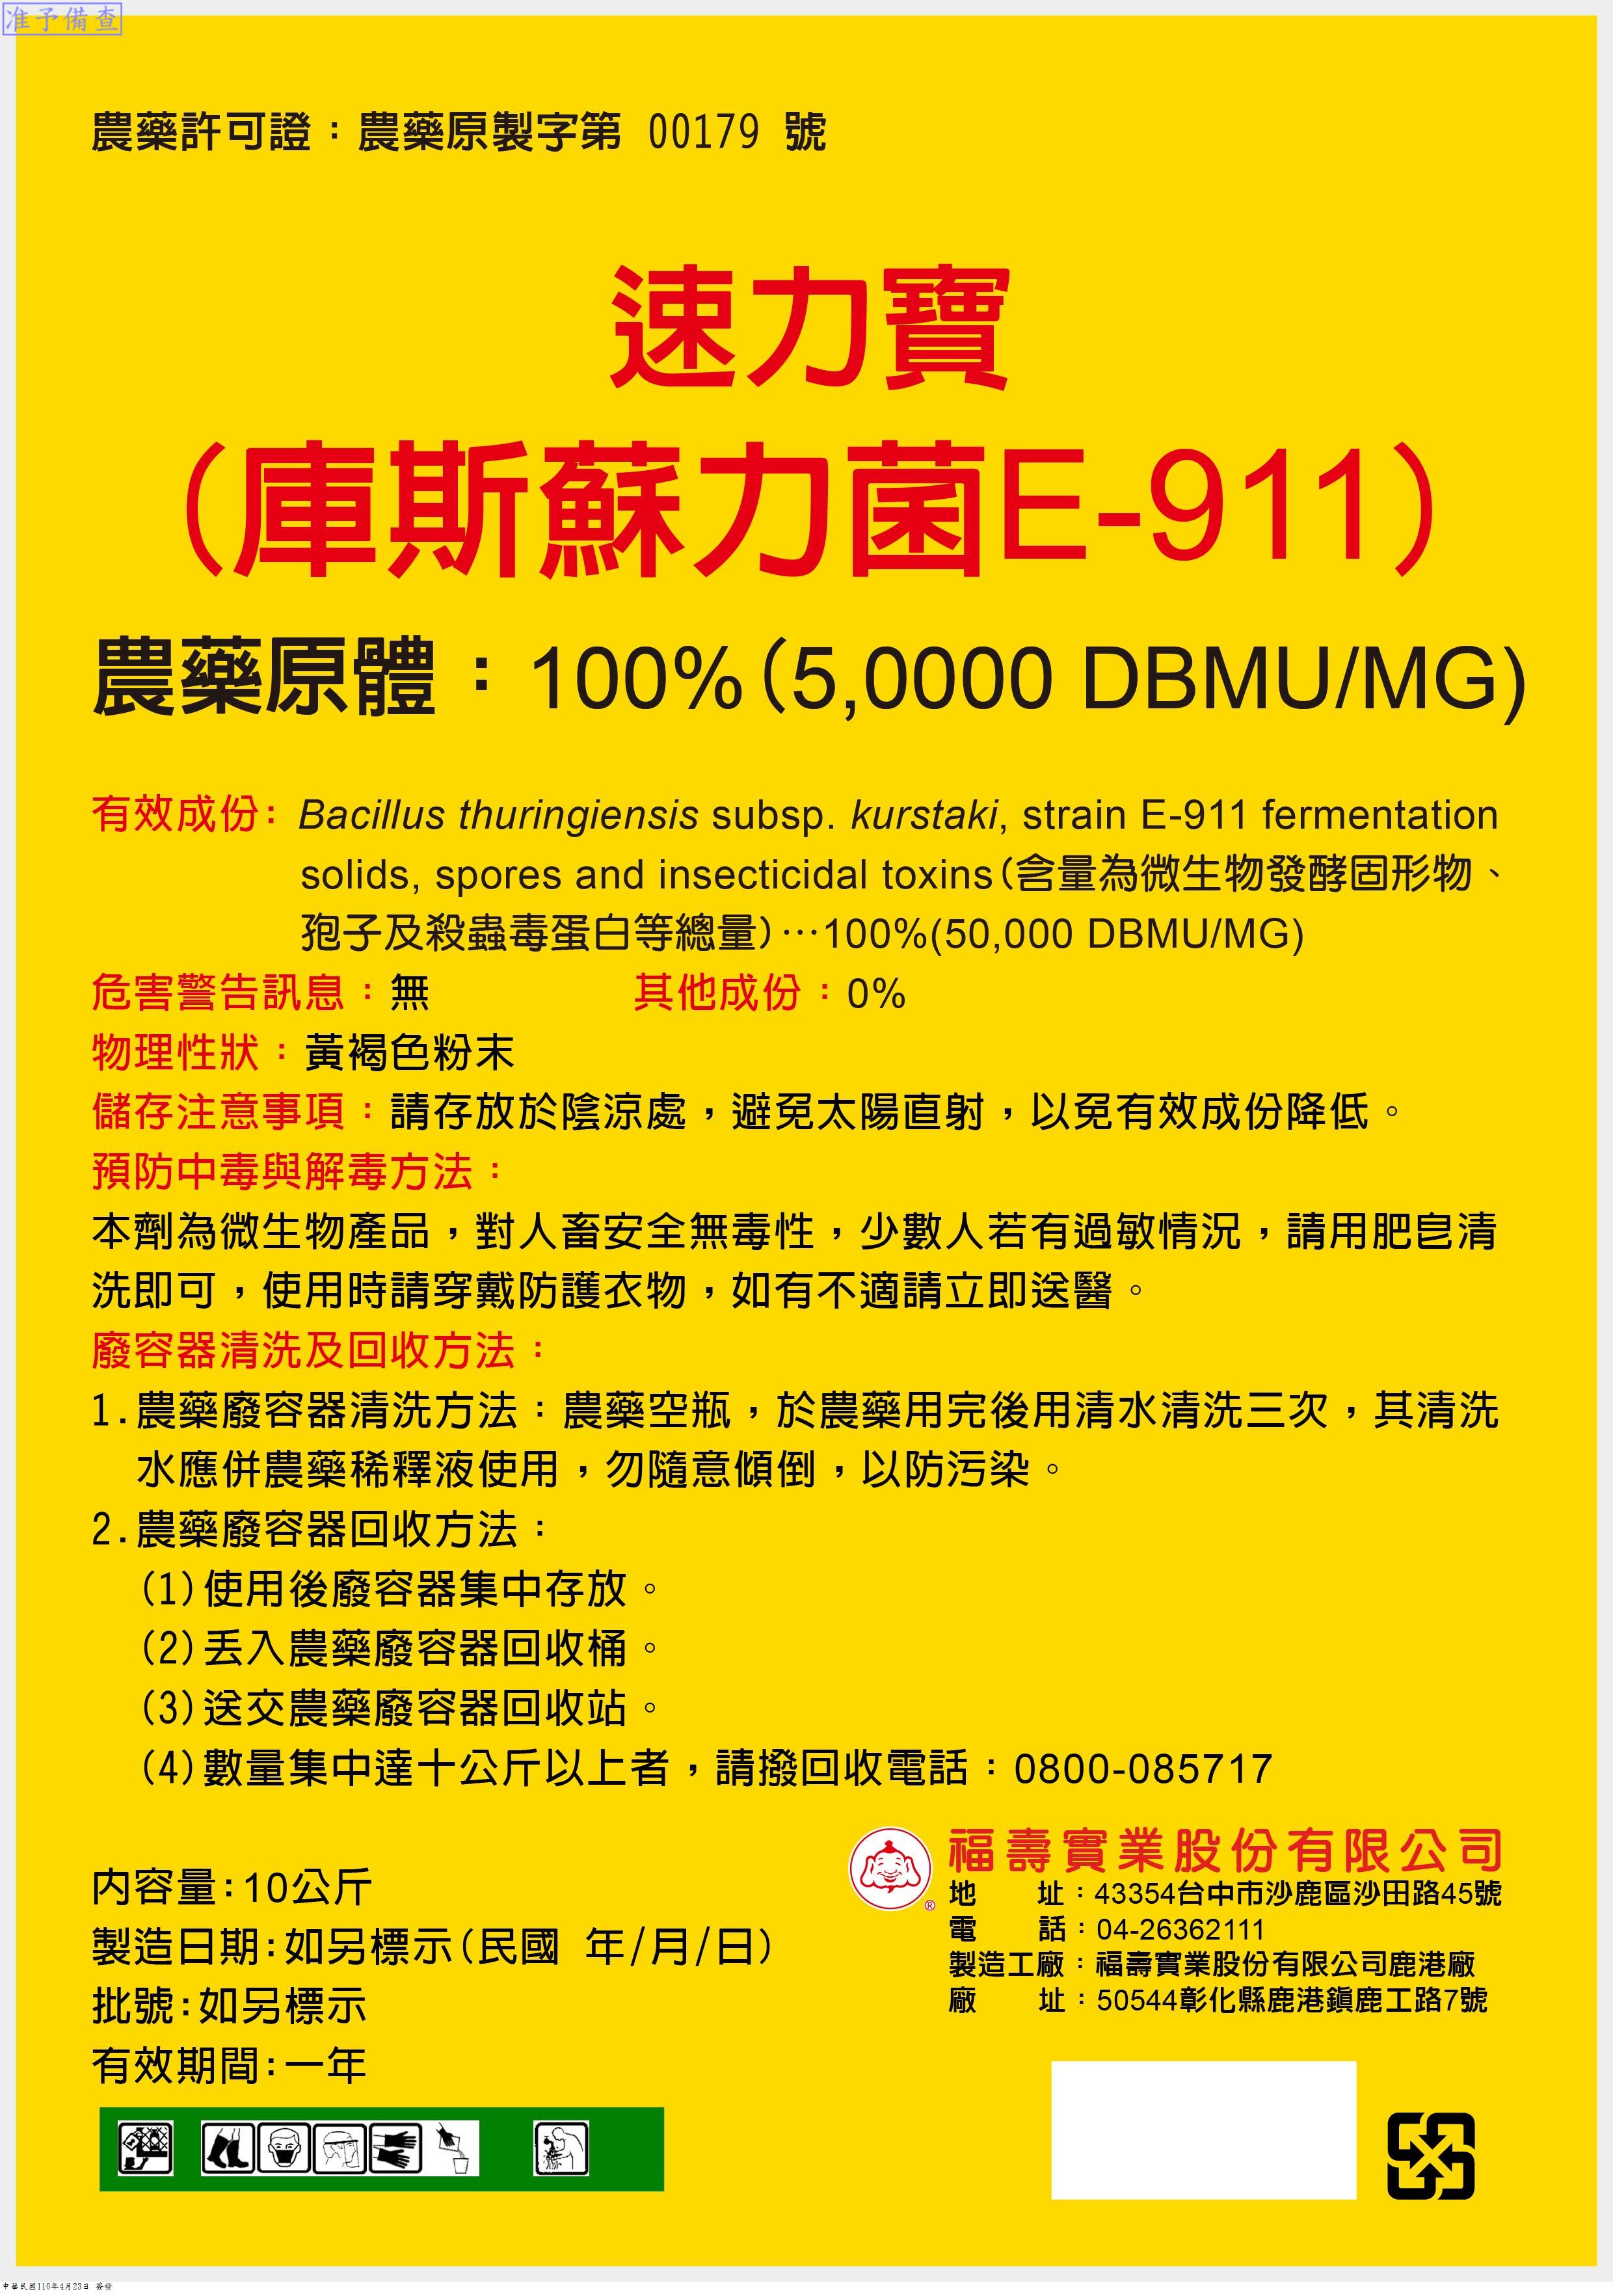 准予備查
農藥許可證：農藥原製字第 00179 號
速力寶
（庫斯蘇力菌E-911）
農藥原體：100%（5,0000 DBMU/MG）
有效成份：Bacillus thuringiensis subsp. kurstaki, strain E-911 fermentation
solids, spores and insecticidal toxins（含量為微生物發酵固形物、
孢子及殺蟲毒蛋白等總量）…100%(50,000 DBMU/MG)
危害警告訊息：無 其他成份：0%
物理性狀：黃褐色粉末
儲存注意事項：請存放於陰涼處，避免太陽直射，以免有效成份降低。
預防中毒與解毒方法：
本劑為微生物產品，對人畜安全無毒性，少數人若有過敏情況，請用肥皂清
洗即可，使用時請穿戴防護衣物，如有不適請立即送醫。
廢容器清洗及回收方法：
1.農藥廢容器清洗方法：農藥空瓶，於農藥用完後用清水清洗三次，其清洗
水應併農藥稀釋液使用，勿隨意傾倒，以防污染。
2.農藥廢容器回收方法：
(1)使用後廢容器集中存放。
(2)丟入農藥廢容器回收桶。
(3)送交農藥廢容器回收站。
(4)數量集中達十公斤以上者，請撥回收電話：0800-085717
福壽實業股份有限公司
地 址：43354台中市沙鹿區沙田路45號
電 話：04-26362111
製造工廠：福壽實業股份有限公司鹿港廠
廠 址：50544彰化縣鹿港鎮鹿工路7號
內容量：10公斤
製造日期：如另標示（民國 年/月/日）
批號：如另標示
有效期間：一年
®
中華民國110年4月23日 簽發